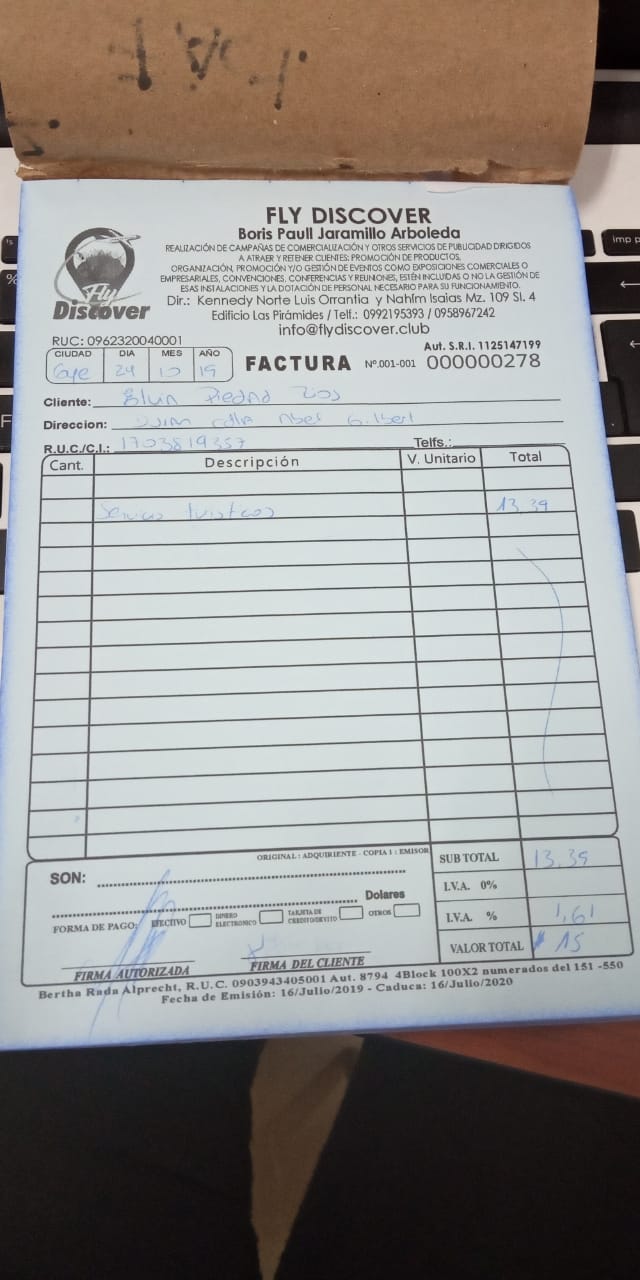 FLY DISCOVER
Boris Paull Jaramillo Arboleda
REALIZACIÓN DE CAMPAÑAS DE COMERCIALIZACIÓN Y OTROS SERVICIOS DE PUBLICIDAD DIRIGIDOS
A ATRAER Y RETENER CLIENTES: PROMOCIÓN DE PRODUCTOS,
ORGANIZACIÓN, PROMOCIÓN Y/O GESTIÓN DE EVENTOS COMO EXPOSICIONES COMERCIALES O
EMPRESARIALES, CONVENCIONES, CONFERENCIAS Y REUNIONES, ESTÉN INCLUIDAS O NO LA GESTIÓN DE
ESAS INSTALACIONES Y LA DOTACIÓN DE PERSONAL NECESARIO PARA SU FUNCIONAMIENTO.
Dir.: Kennedy Norte Luis Orrantia y Nahím Isaias Mz. 109 Sl. 4
Edificio Las Pirámides / Telf.: 0992195393 / 0958967242
info@flydiscover.club
Fly
Discover
RUC: 0962320040001
Aut. S.R.I. 1125147199
CIUDAD DIA MES AÑO
Gye 24 10 19
FACTURA Nº.001-001 000000278
Cliente: Piedad
Direccion: Abel Gilbert
R.U.C./C.I.: 1703819357 Telfs.:
Cant. Descripción V. Unitario Total
Servicios turisticos 13,39
ORIGINAL: ADQUIRIENTE - COPIA 1: EMISOR
SON:
Dolares
FORMA DE PAGO: EFECTIVO DINERO ELECTRONICO TARJETA DE CREDITO/DEVITO OTROS
SUB TOTAL 13.39
I.V.A. 0%
I.V.A. % 1,61
VALOR TOTAL $ 15
FIRMA AUTORIZADA FIRMA DEL CLIENTE
Bertha Rada Alprecht, R.U.C. 0903943405001 Aut. 8794 4Block 100X2 numerados del 151 -550
Fecha de Emisión: 16/Julio/2019 - Caduca: 16/Julio/2020
imp p